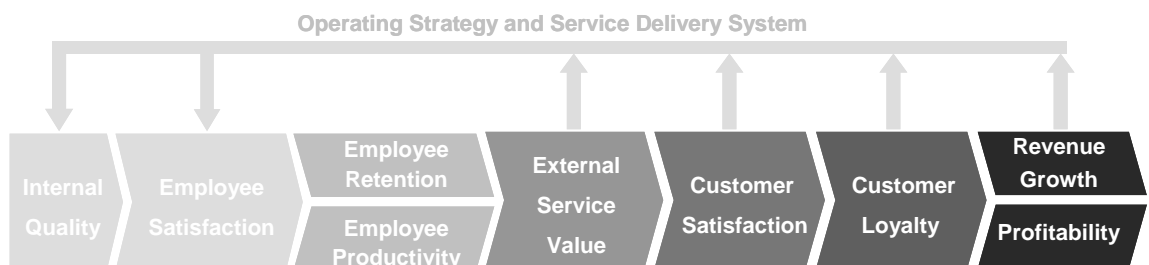 Operating Strategy and Service Delivery System
Internal
Quality
Employee
Satisfaction
Employee
Retention
Employee
Productivity
External
Service
Value
Customer
Satisfaction
Customer
Loyalty
Revenue
Growth
Profitability